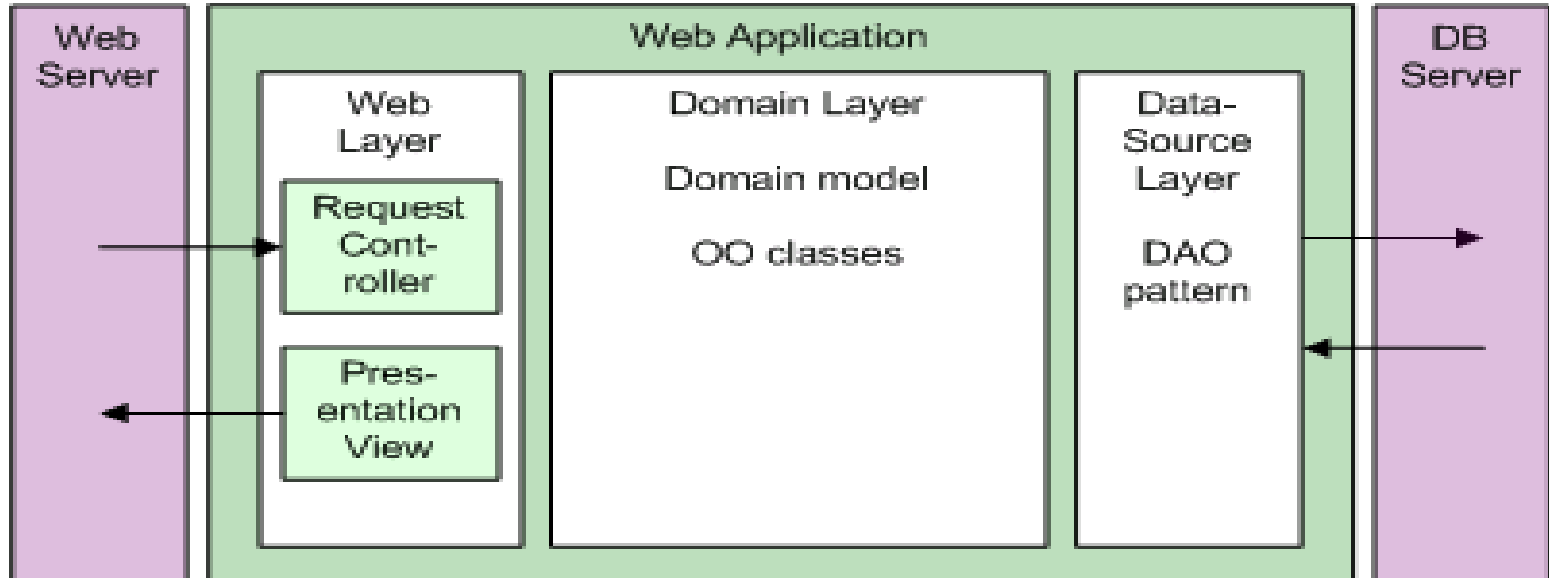 Web
Server
Web Application
Web
Layer
Request
Cont-
roller
Pres-
entation
View
Domain Layer
Domain model
OO classes
Data-
Source
Layer
DAO
pattern
DB
Server